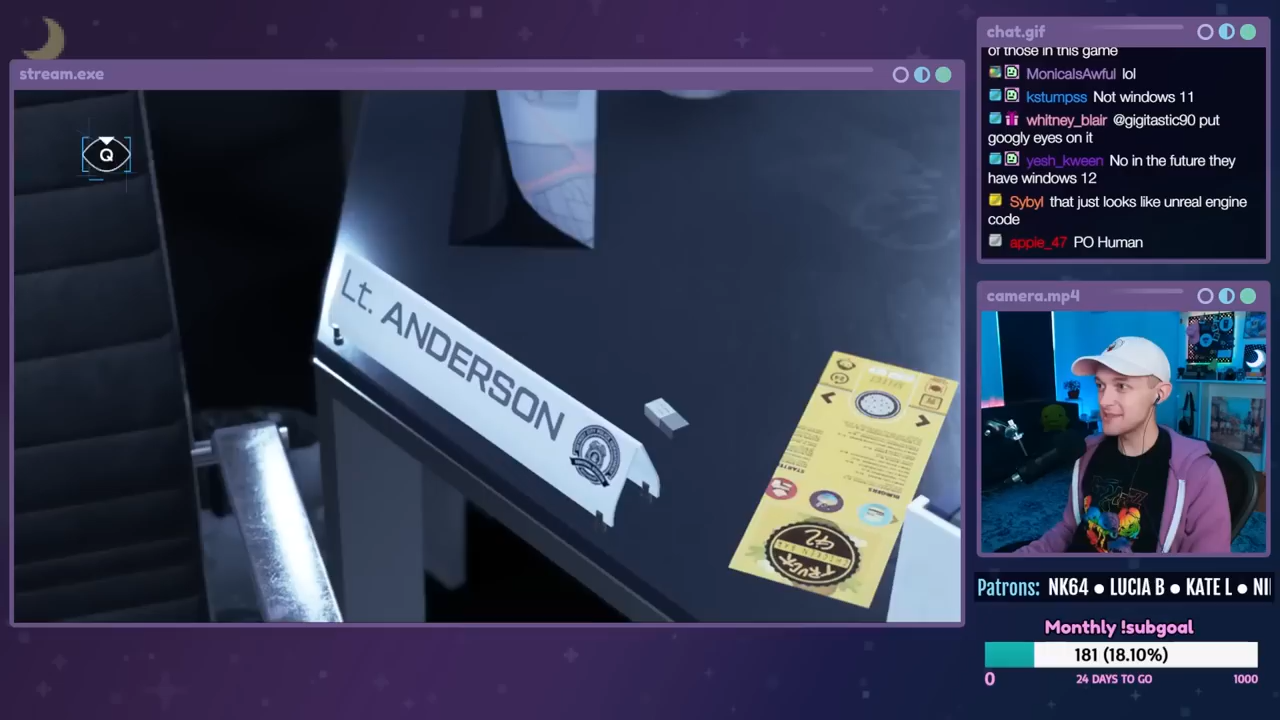 stream.exe
Q
Lt. ANDERSON
chat.gif
of those in this game
MonicaIsAwful lol
kstumpss Not windows 11
whitney_blair @gigitastic90 put
googly eyes on it
yesh_kween No in the future they
have windows 12
Sybyl that just looks like unreal engine
code
appie_47 PO Human
camera.mp4
Patrons: NK64 ● LUCIA B ● KATE L ● NI
Monthly !subgoal
181 (18.10%)
0
24 DAYS TO GO
1000